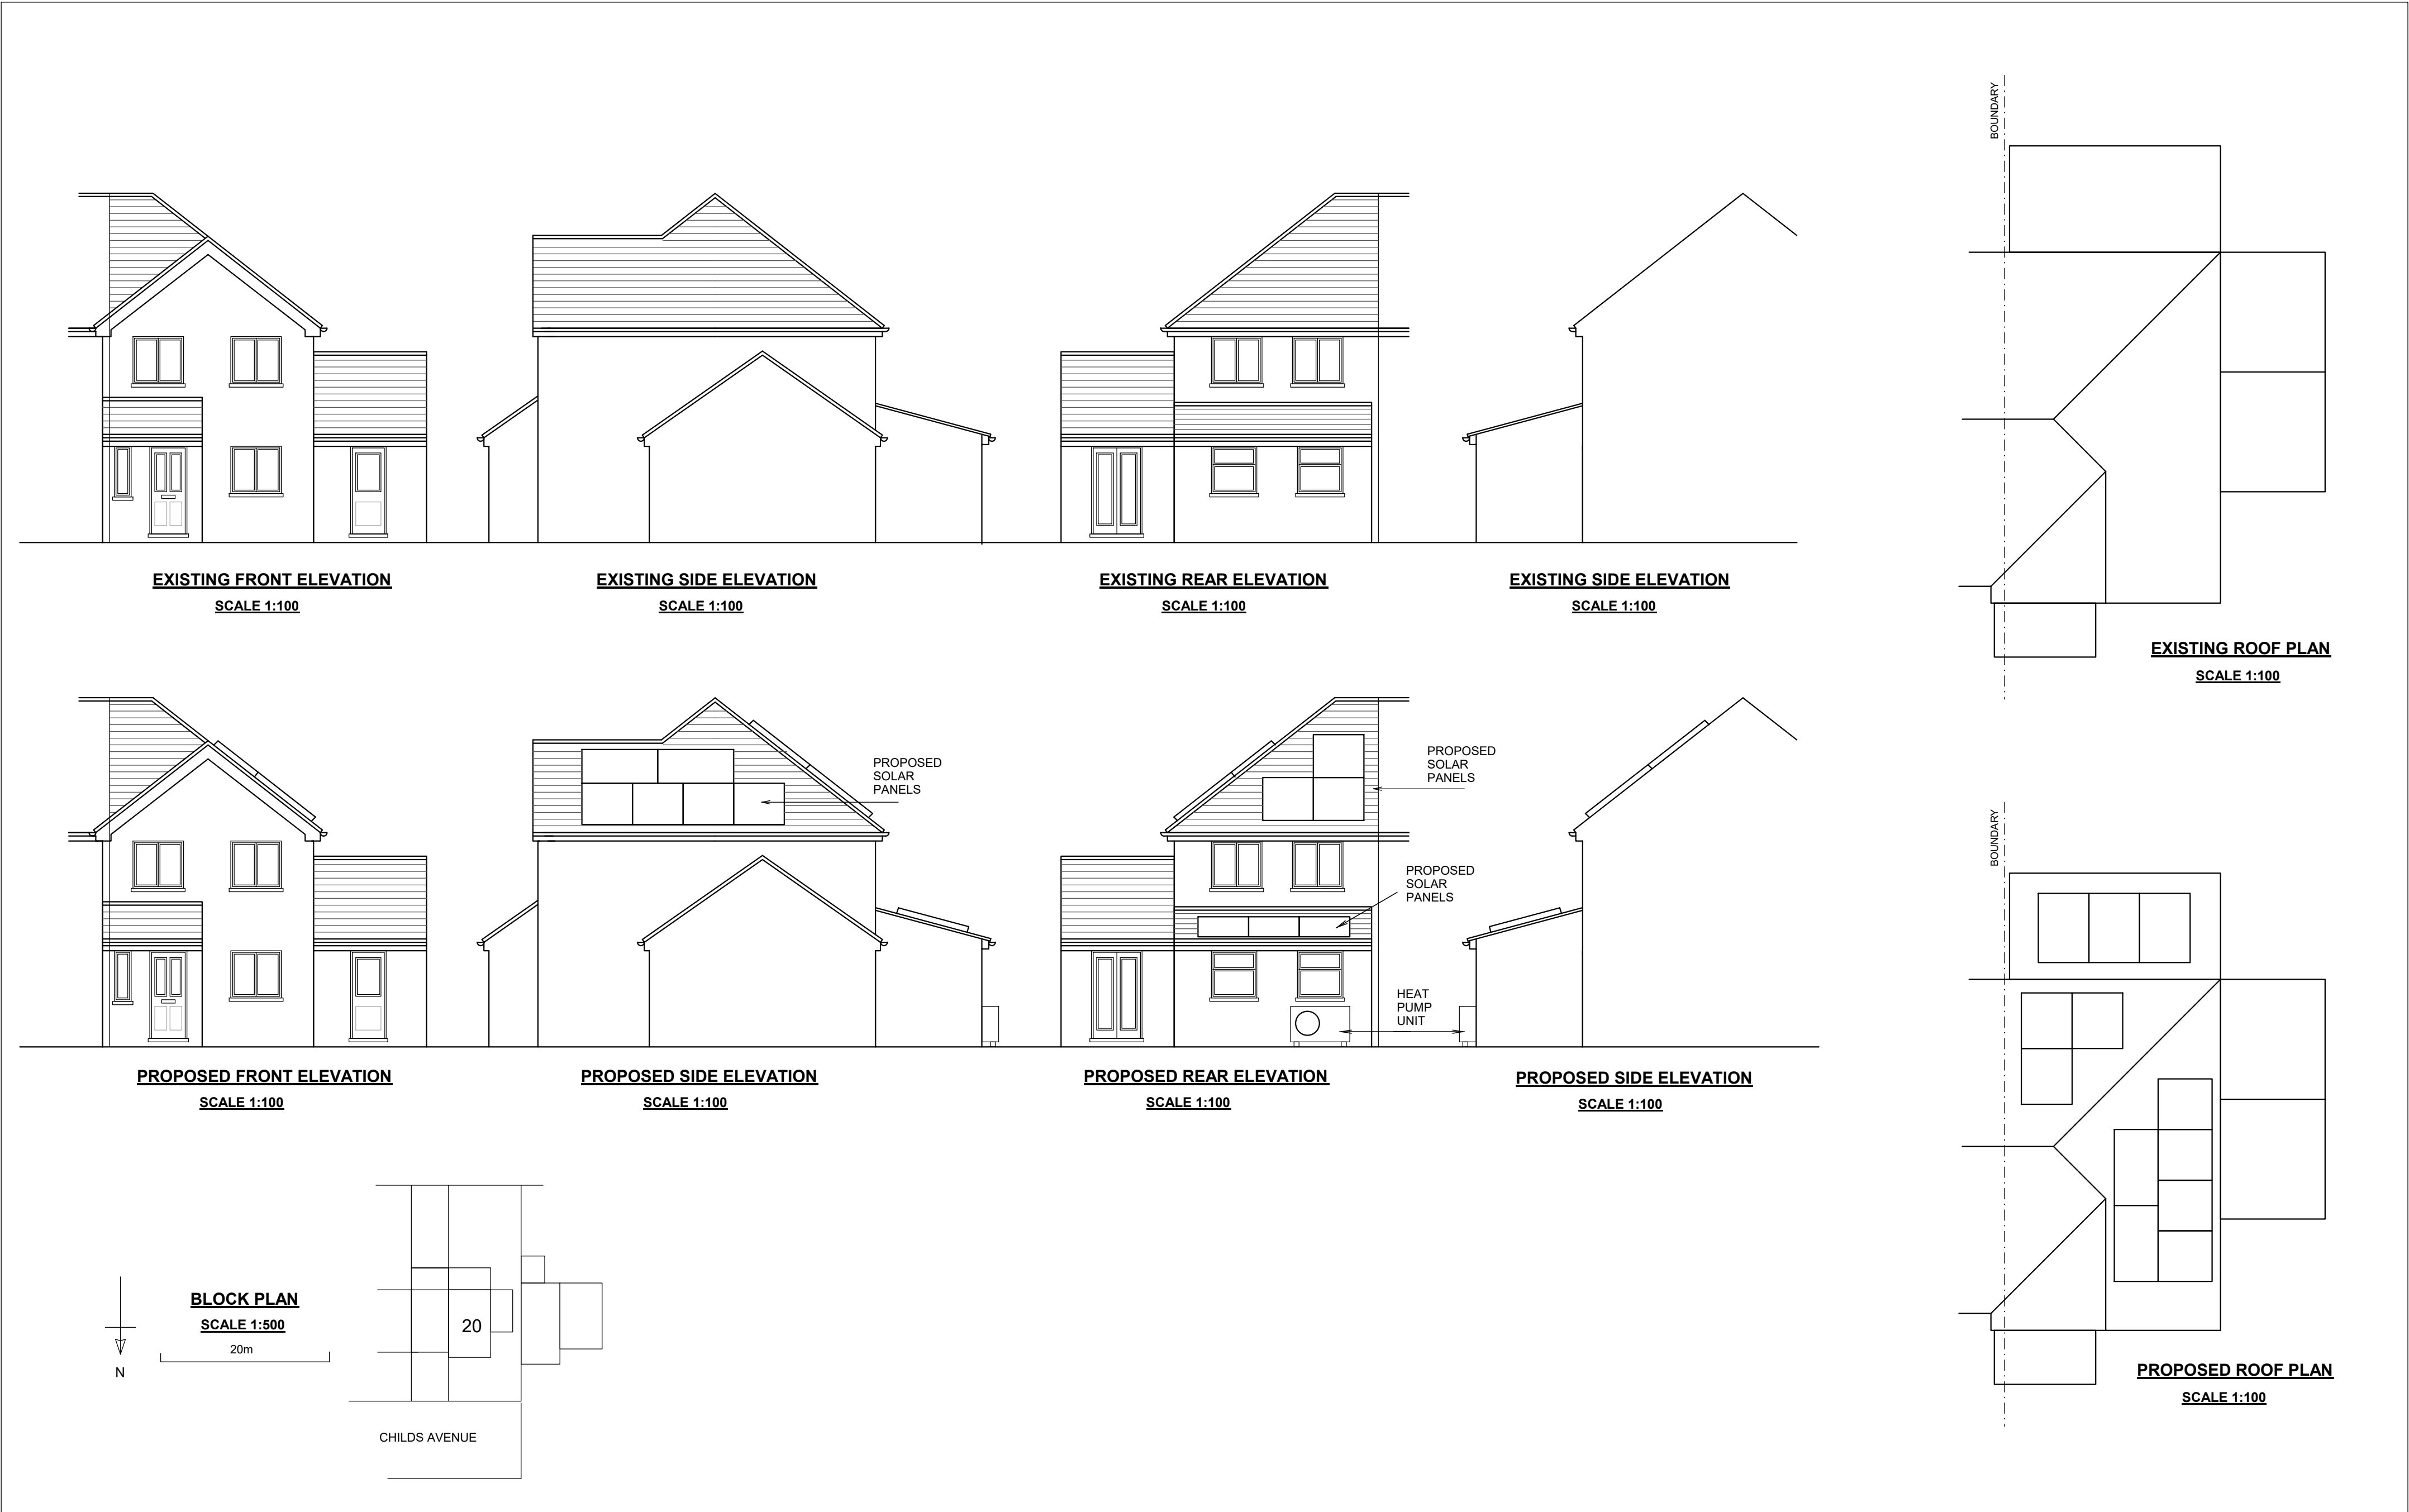 BOUNDARY
EXISTING FRONT ELEVATION
SCALE 1:100
EXISTING SIDE ELEVATION
SCALE 1:100
EXISTING REAR ELEVATION
SCALE 1:100
EXISTING SIDE ELEVATION
SCALE 1:100
EXISTING ROOF PLAN
SCALE 1:100
PROPOSED
SOLAR
PANELS
PROPOSED
SOLAR
PANELS
PROPOSED
SOLAR
PANELS
HEAT
PUMP
UNIT
BOUNDARY
PROPOSED FRONT ELEVATION
SCALE 1:100
PROPOSED SIDE ELEVATION
SCALE 1:100
PROPOSED REAR ELEVATION
SCALE 1:100
PROPOSED SIDE ELEVATION
SCALE 1:100
BLOCK PLAN
SCALE 1:500
20m
N
20
CHILDS AVENUE
PROPOSED ROOF PLAN
SCALE 1:100